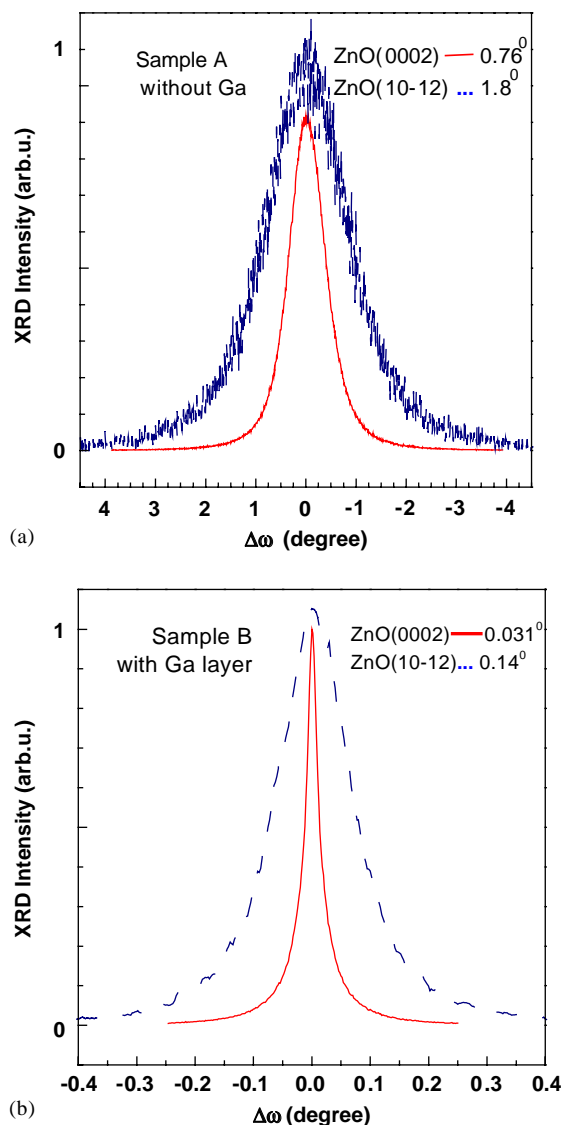 1
Sample A
without Ga
ZnO(0002) — 0.76⁰
ZnO(10-12) ... 1.8⁰
XRD Intensity (arb.u.)
0
4 3 2 1 0 -1 -2 -3 -4
(a)
Δω (degree)
1
Sample B
with Ga layer
ZnO(0002) — 0.031⁰
ZnO(10-12) ... 0.14⁰
XRD Intensity (arb.u.)
0
-0.4 -0.3 -0.2 -0.1 0.0 0.1 0.2 0.3 0.4
(b)
Δω (degree)